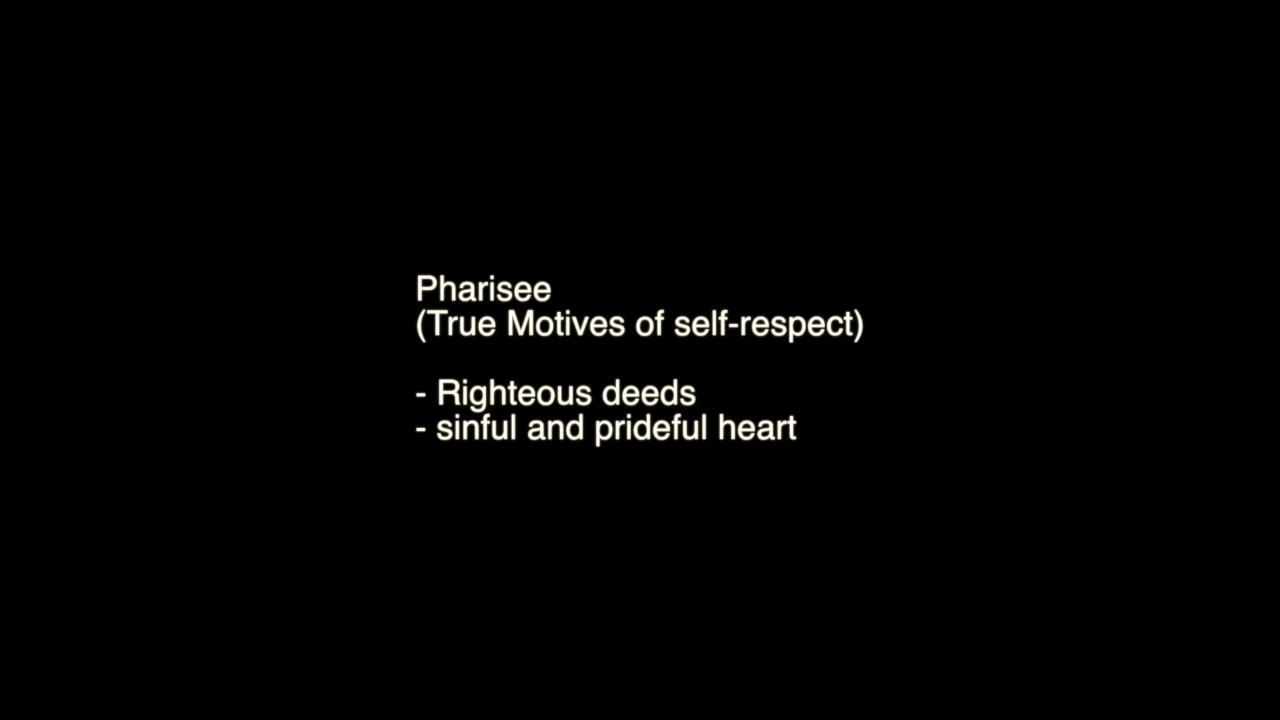 Pharisee
(True Motives of self-respect)
- Righteous deeds
- sinful and prideful heart